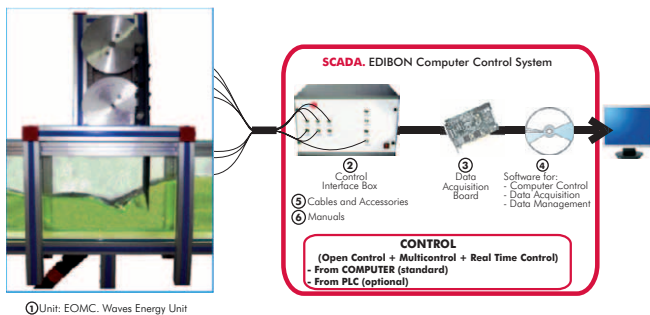 SCADA. EDIBON Computer Control System
2
Control
Interface Box
3
Data
Acquisition
Board
4
Software for:
- Computer Control
- Data Acquisition
- Data Management
5 Cables and Accessories
6 Manuals
CONTROL
(Open Control + Multicontrol + Real Time Control)
- From COMPUTER (standard)
- From PLC (optional)
1 Unit: EOMC. Waves Energy Unit